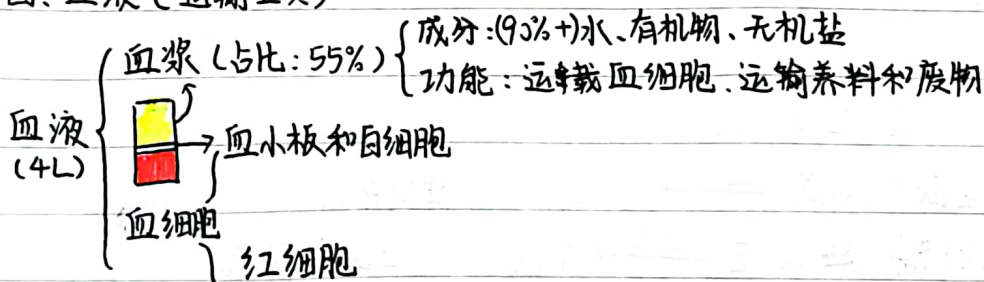 血液(运输工具)
血浆(占比:55%)
成分:(90%+)水、有机物、无机盐
功能:运载血细胞、运输养料和废物
血液
(4L)
血小板和白细胞
血细胞
红细胞